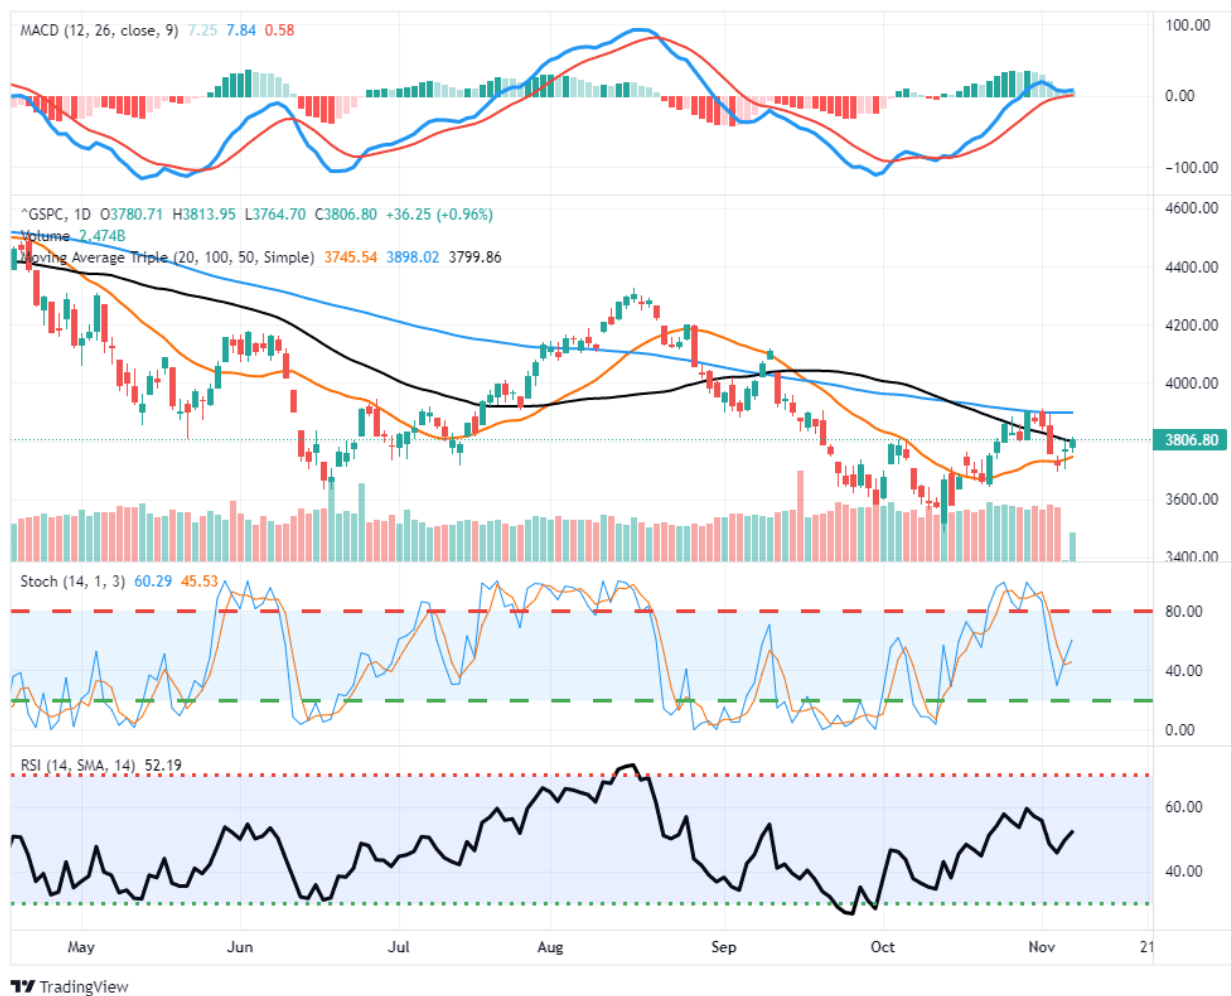 MACD (12, 26, close, 9) 7.25 7.84 0.58
100.00
0.00
−100.00
^GSPC, 1D O3780.71 H3813.95 L3764.70 C3806.80 +36.25 (+0.96%)
Volume 2.474B
Moving Average Triple (20, 100, 50, Simple) 3745.54 3898.02 3799.86
4600.00
4400.00
4200.00
4000.00
3806.80
3600.00
3400.00
Stoch (14, 1, 3) 60.29 45.53
80.00
40.00
0.00
RSI (14, SMA, 14) 52.19
60.00
40.00
May Jun Jul Aug Sep Oct Nov 21
TradingView